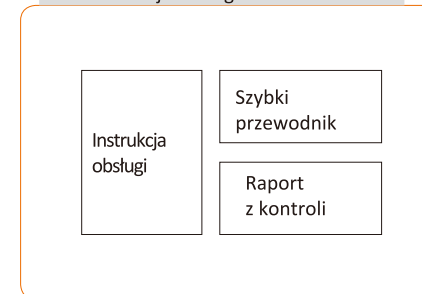 Instrukcja
obsługi
Szybki
przewodnik
Raport
z kontroli